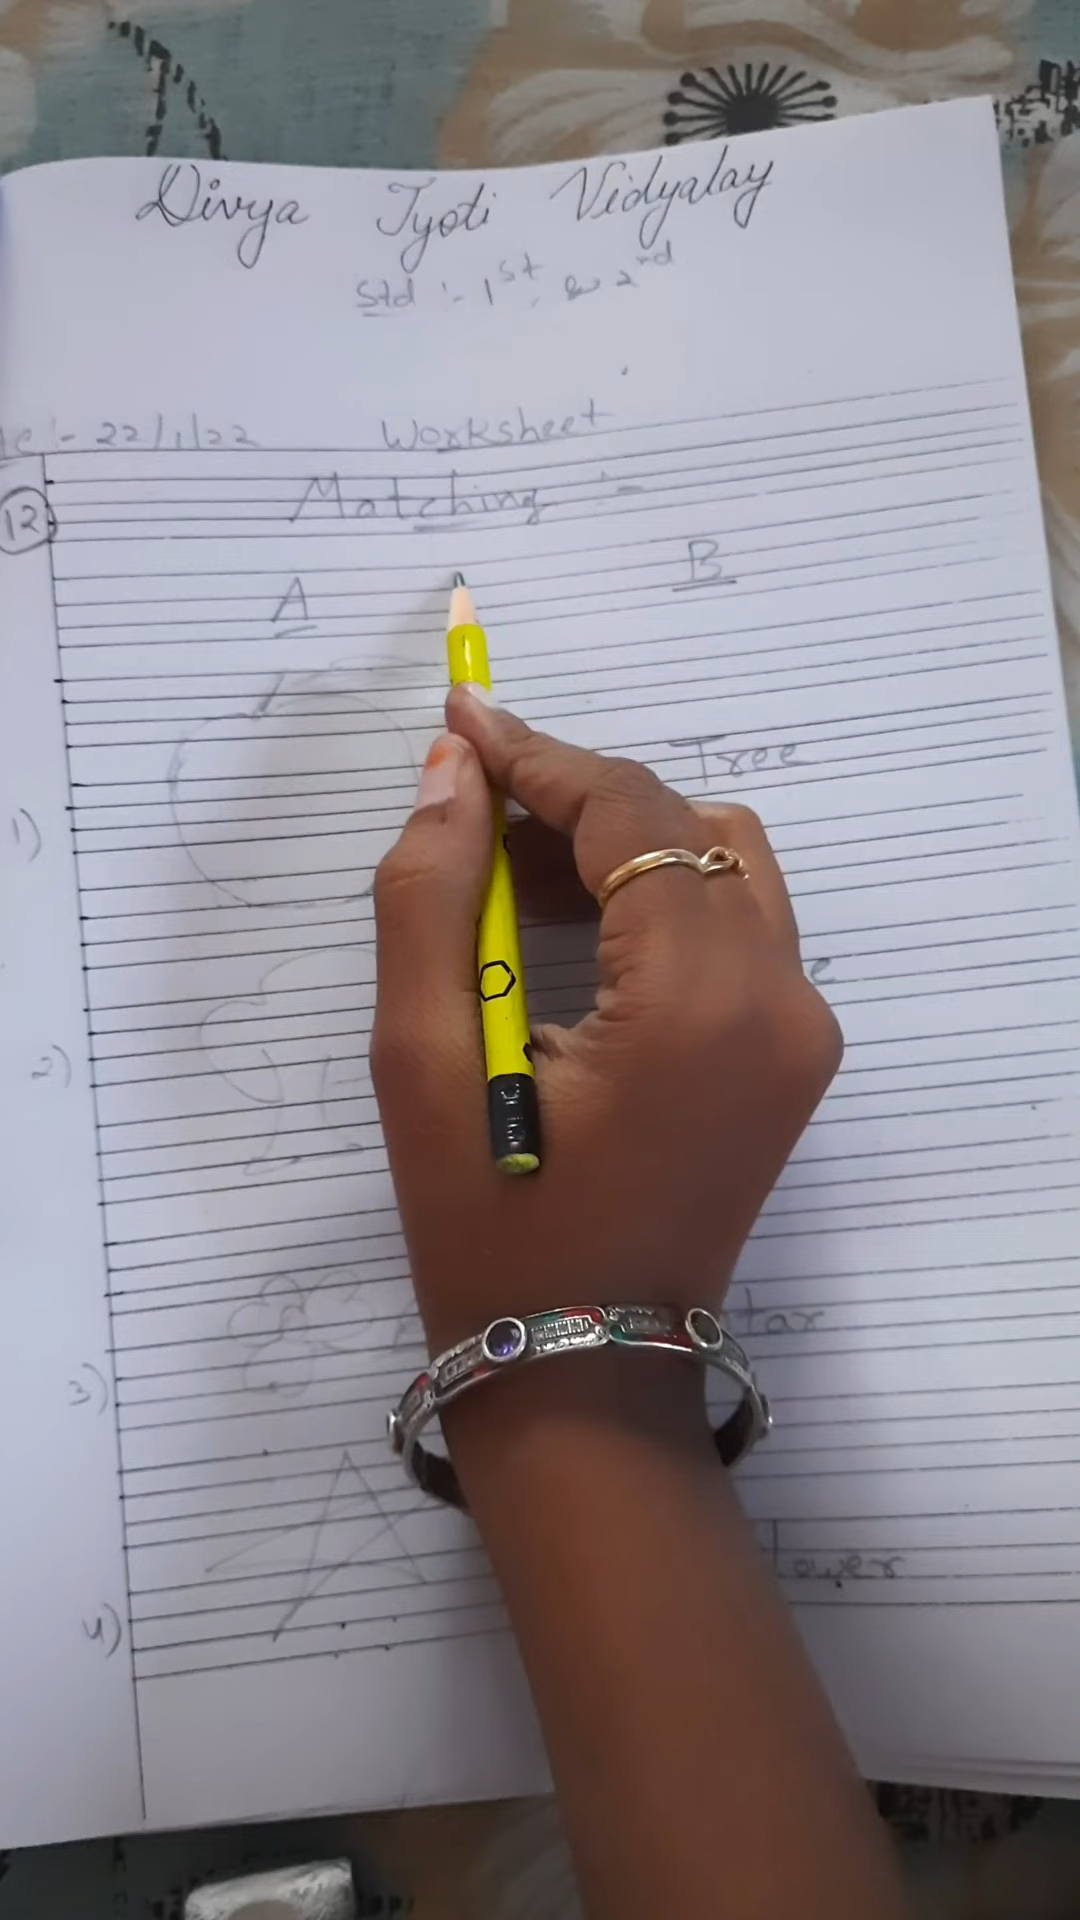 Divya Jyoti Vidyalay
Std :- 1st, & 2nd
22/1/22 Worksheet
12 Matching :-
A B
1) Tree
2)
3)
4)